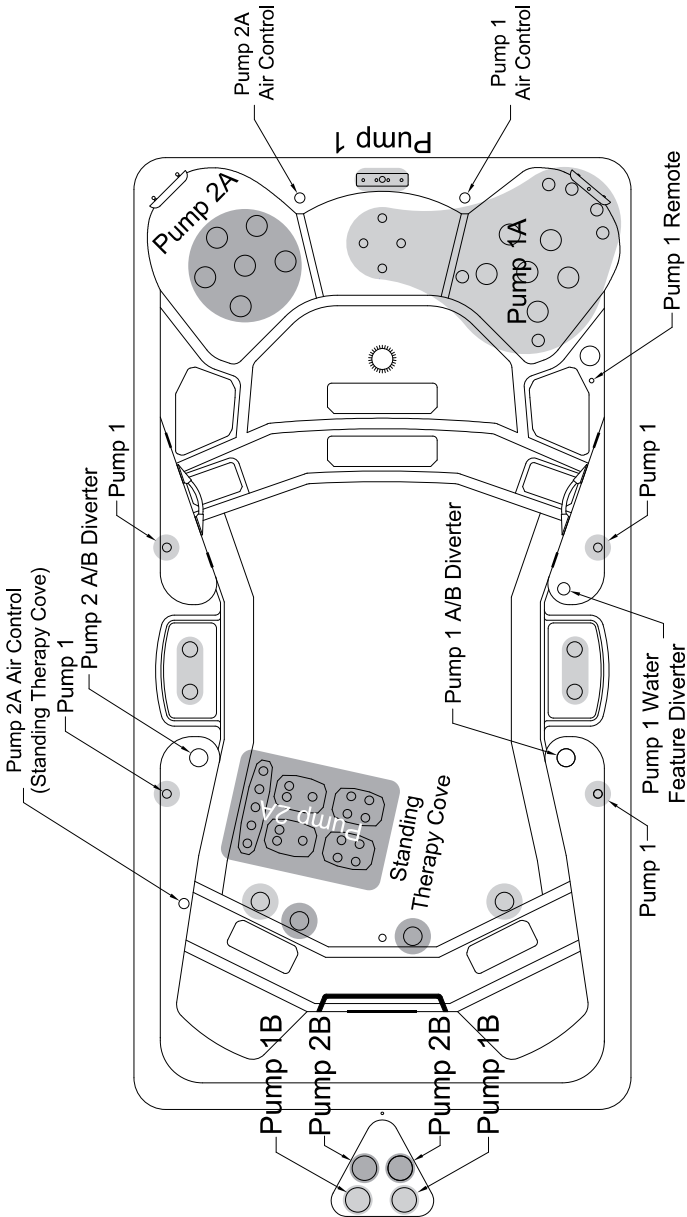 Pump 2A
Air Control
Pump 1
Air Control
Pump 1
Pump 2A
Pump 1A
Pump 1 Remote
Pump 1
Pump 1
Pump 2 A/B Diverter
Pump 1
Pump 2A Air Control
(Standing Therapy Cove)
Pump 1 A/B Diverter
Pump 1 Water
Feature Diverter
Pump 1
Pump 2A
Standing
Therapy Cove
Pump 1B
Pump 2B
Pump 2B
Pump 1B